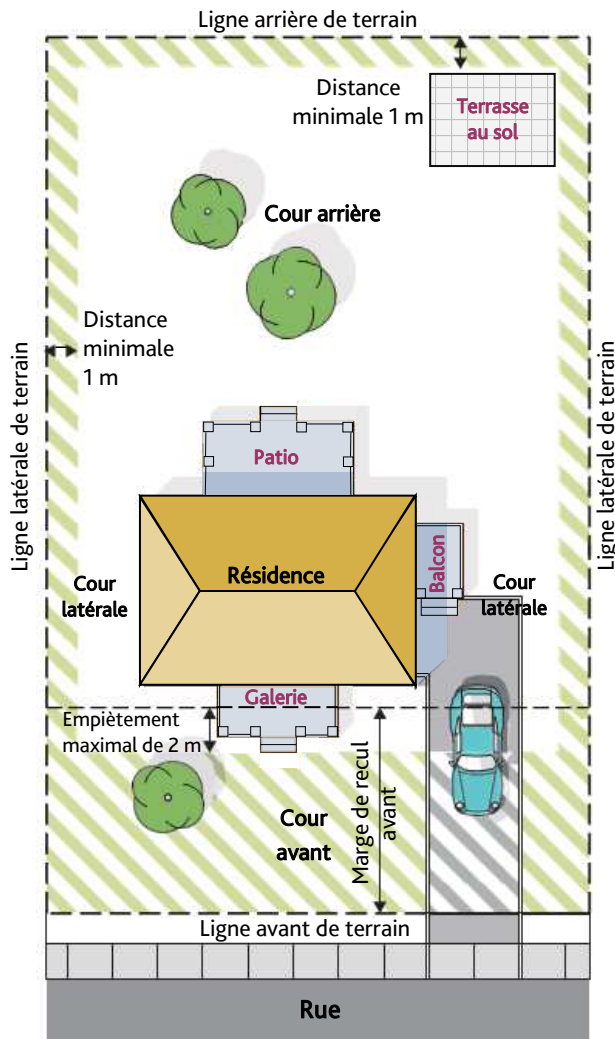 Ligne arrière de terrain
Distance
minimale 1 m
Terrasse
au sol
Cour arrière
Distance
minimale
1 m
Ligne latérale de terrain
Ligne latérale de terrain
Patio
Résidence
Balcon
Cour
latérale
Cour
latérale
Galerie
Empiètement
maximal de 2 m
Marge de recul
avant
Cour
avant
Ligne avant de terrain
Rue